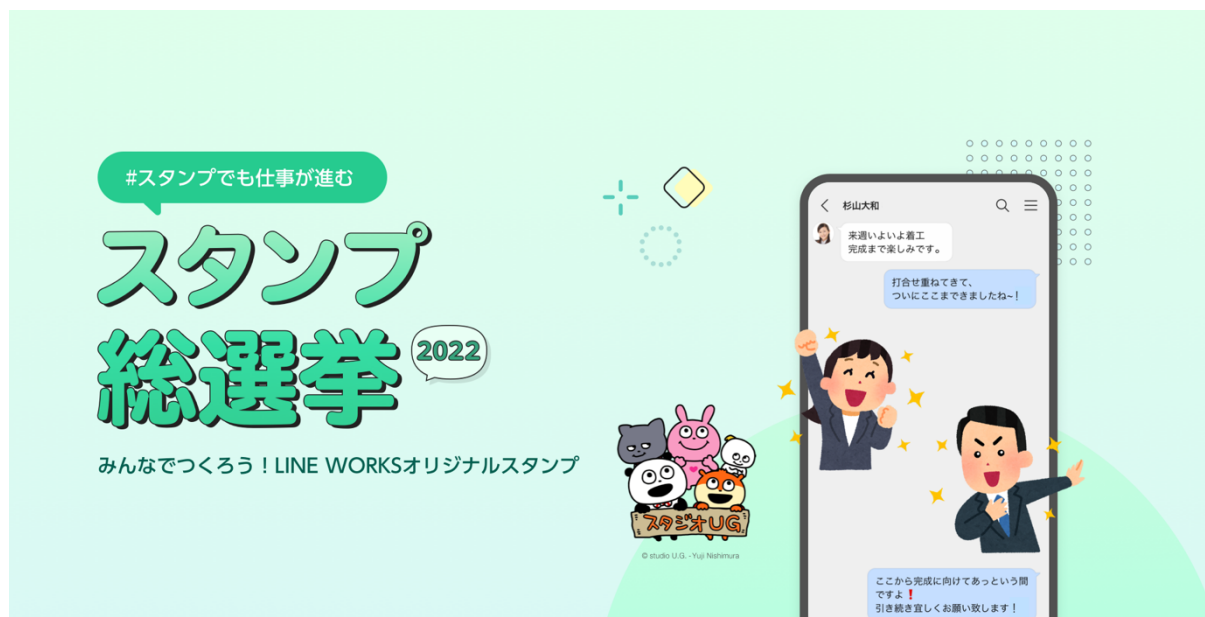 #スタンプでも仕事が進む
スタンプ
総選挙
2022
みんなでつくろう！LINE WORKSオリジナルスタンプ
スタジオUG.
© studio U.G. - Yuji Nishimura
杉山大和
来週いよいよ着工
完成まで楽しみです。
打合せ重ねてきて、
ついにここまできましたね~！
ここから完成に向けてあっという間
ですよ❗
引き続き宜しくお願い致します！